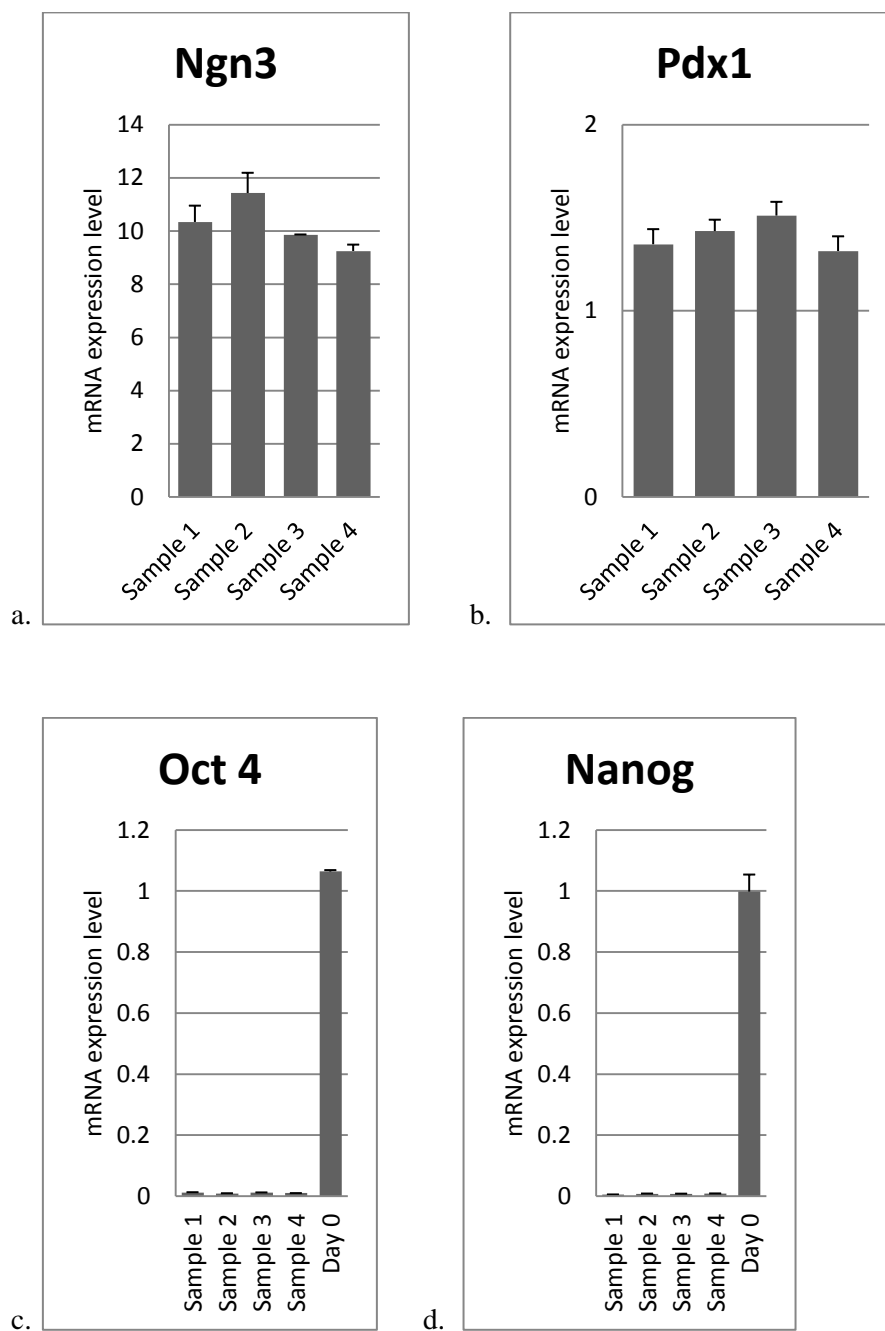 Ngn3
mRNA expression level
14
12
10
8
6
4
2
0
Sample 1
Sample 2
Sample 3
Sample 4
a.
Pdx1
mRNA expression level
2
1
0
Sample 1
Sample 2
Sample 3
Sample 4
b.
Oct 4
mRNA expression level
1.2
1
0.8
0.6
0.4
0.2
0
Sample 1
Sample 2
Sample 3
Sample 4
Day 0
c.
Nanog
mRNA expression level
1.2
1
0.8
0.6
0.4
0.2
0
Sample 1
Sample 2
Sample 3
Sample 4
Day 0
d.